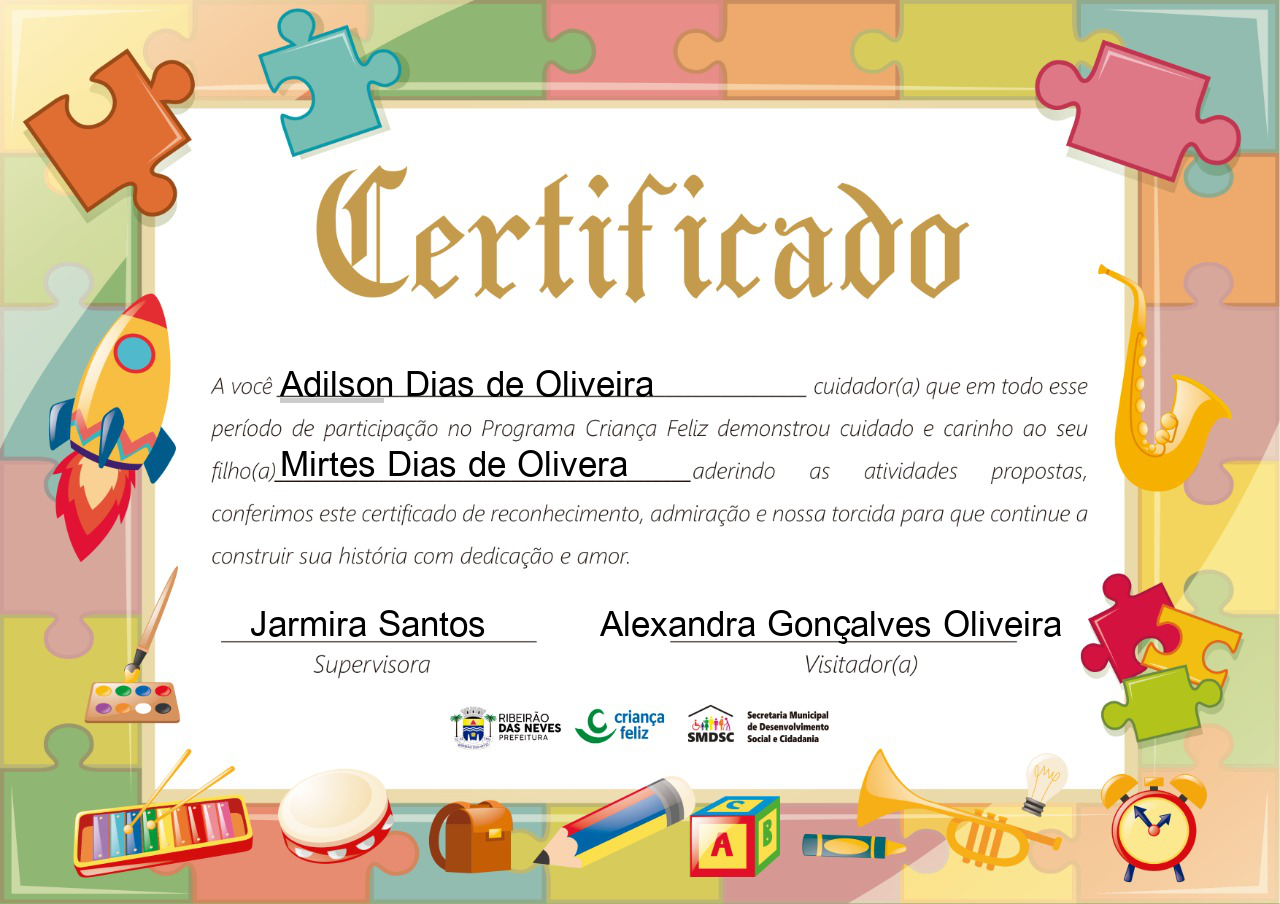 Certificado
A você Adilson Dias de Oliveira cuidador(a) que em todo esse
período de participação no Programa Criança Feliz demonstrou cuidado e carinho ao seu
filho(a) Mirtes Dias de Olivera aderindo as atividades propostas,
conferimos este certificado de reconhecimento, admiração e nossa torcida para que continue a
construir sua história com dedicação e amor.
Jarmira Santos Alexandra Gonçalves Oliveira
Supervisora Visitador(a)
RIBEIRÃO
DAS NEVES
PREFEITURA
criança
feliz
SMDSC
Secretaria Municipal
de Desenvolvimento
Social e Cidadania
C
A B